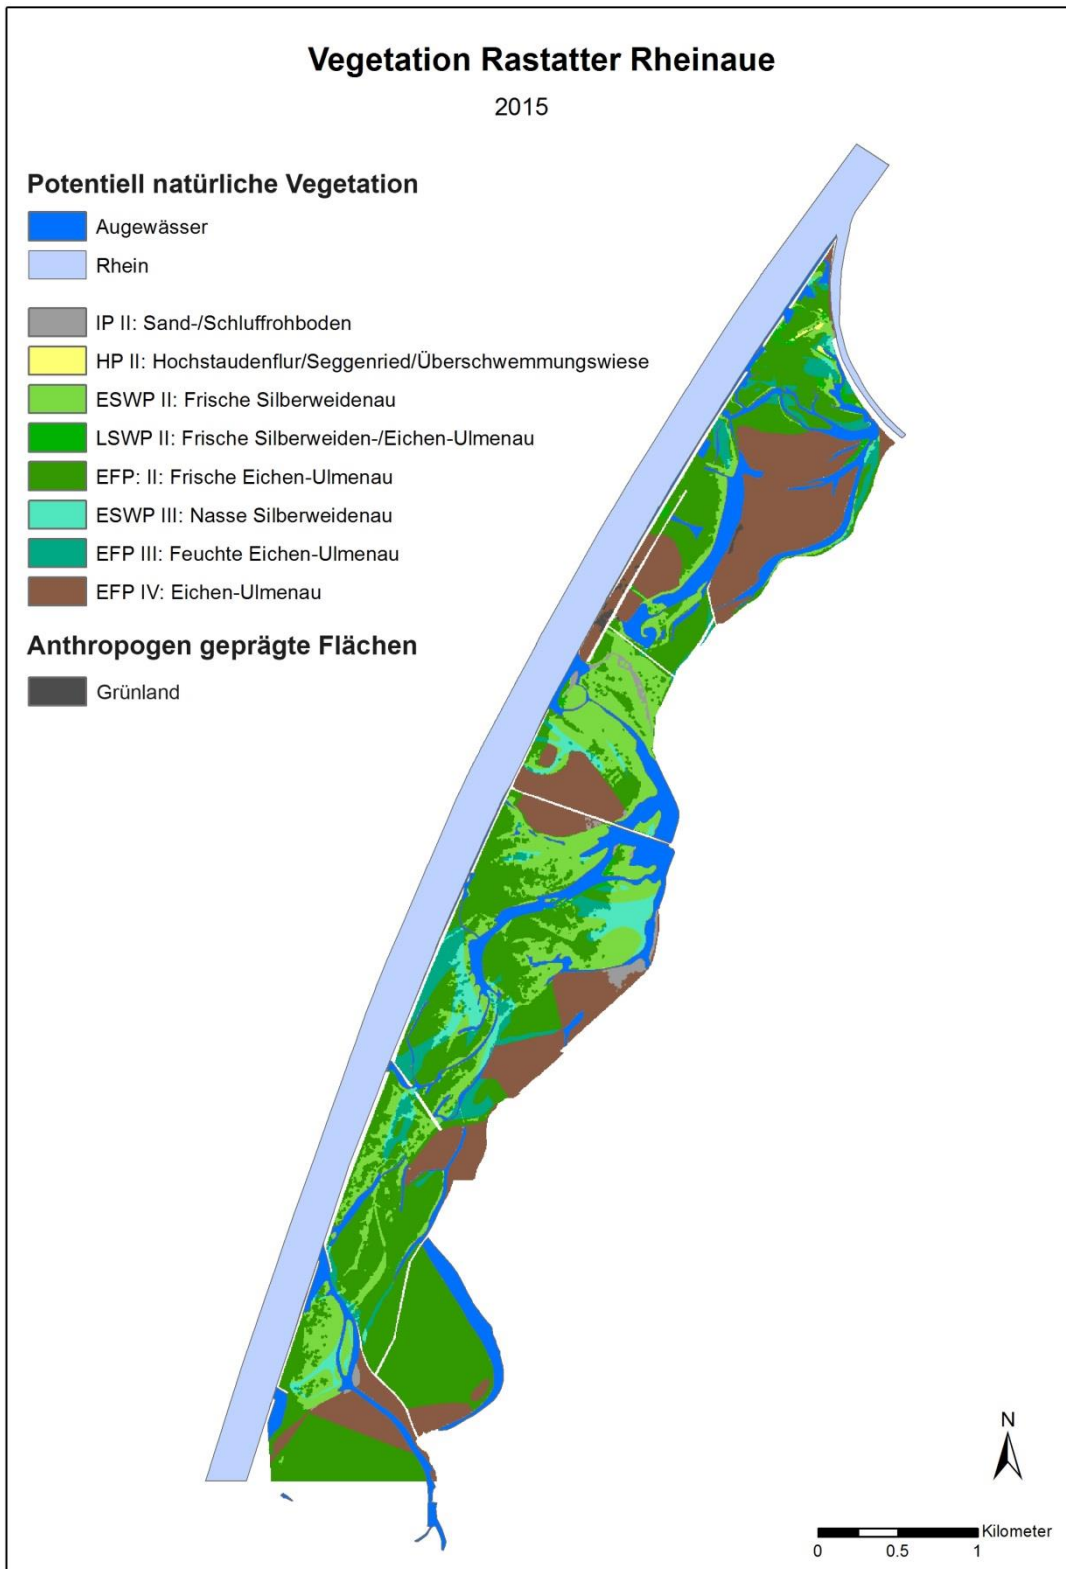 Vegetation Rastatter Rheinaue
2015
Potentiell natürliche Vegetation
Augewässer
Rhein
IP II: Sand-/Schluffrohboden
HP II: Hochstaudenflur/Seggenried/Überschwemmungswiese
ESWP II: Frische Silberweidenau
LSWP II: Frische Silberweiden-/Eichen-Ulmenau
EFP: II: Frische Eichen-Ulmenau
ESWP III: Nasse Silberweidenau
EFP III: Feuchte Eichen-Ulmenau
EFP IV: Eichen-Ulmenau
Anthropogen geprägte Flächen
Grünland
N
Kilometer
0 0.5 1